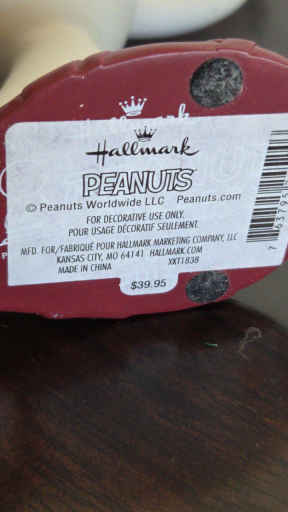 Hallmark
PEANUTS
© Peanuts Worldwide LLC Peanuts.com
FOR DECORATIVE USE ONLY.
POUR USAGE DÉCORATIF SEULEMENT.
MFD. FOR/FABRIQUÉ POUR HALLMARK MARKETING COMPANY, LLC
KANSAS CITY, MO 64141 HALLMARK.COM
MADE IN CHINA XKT1838
$39.95